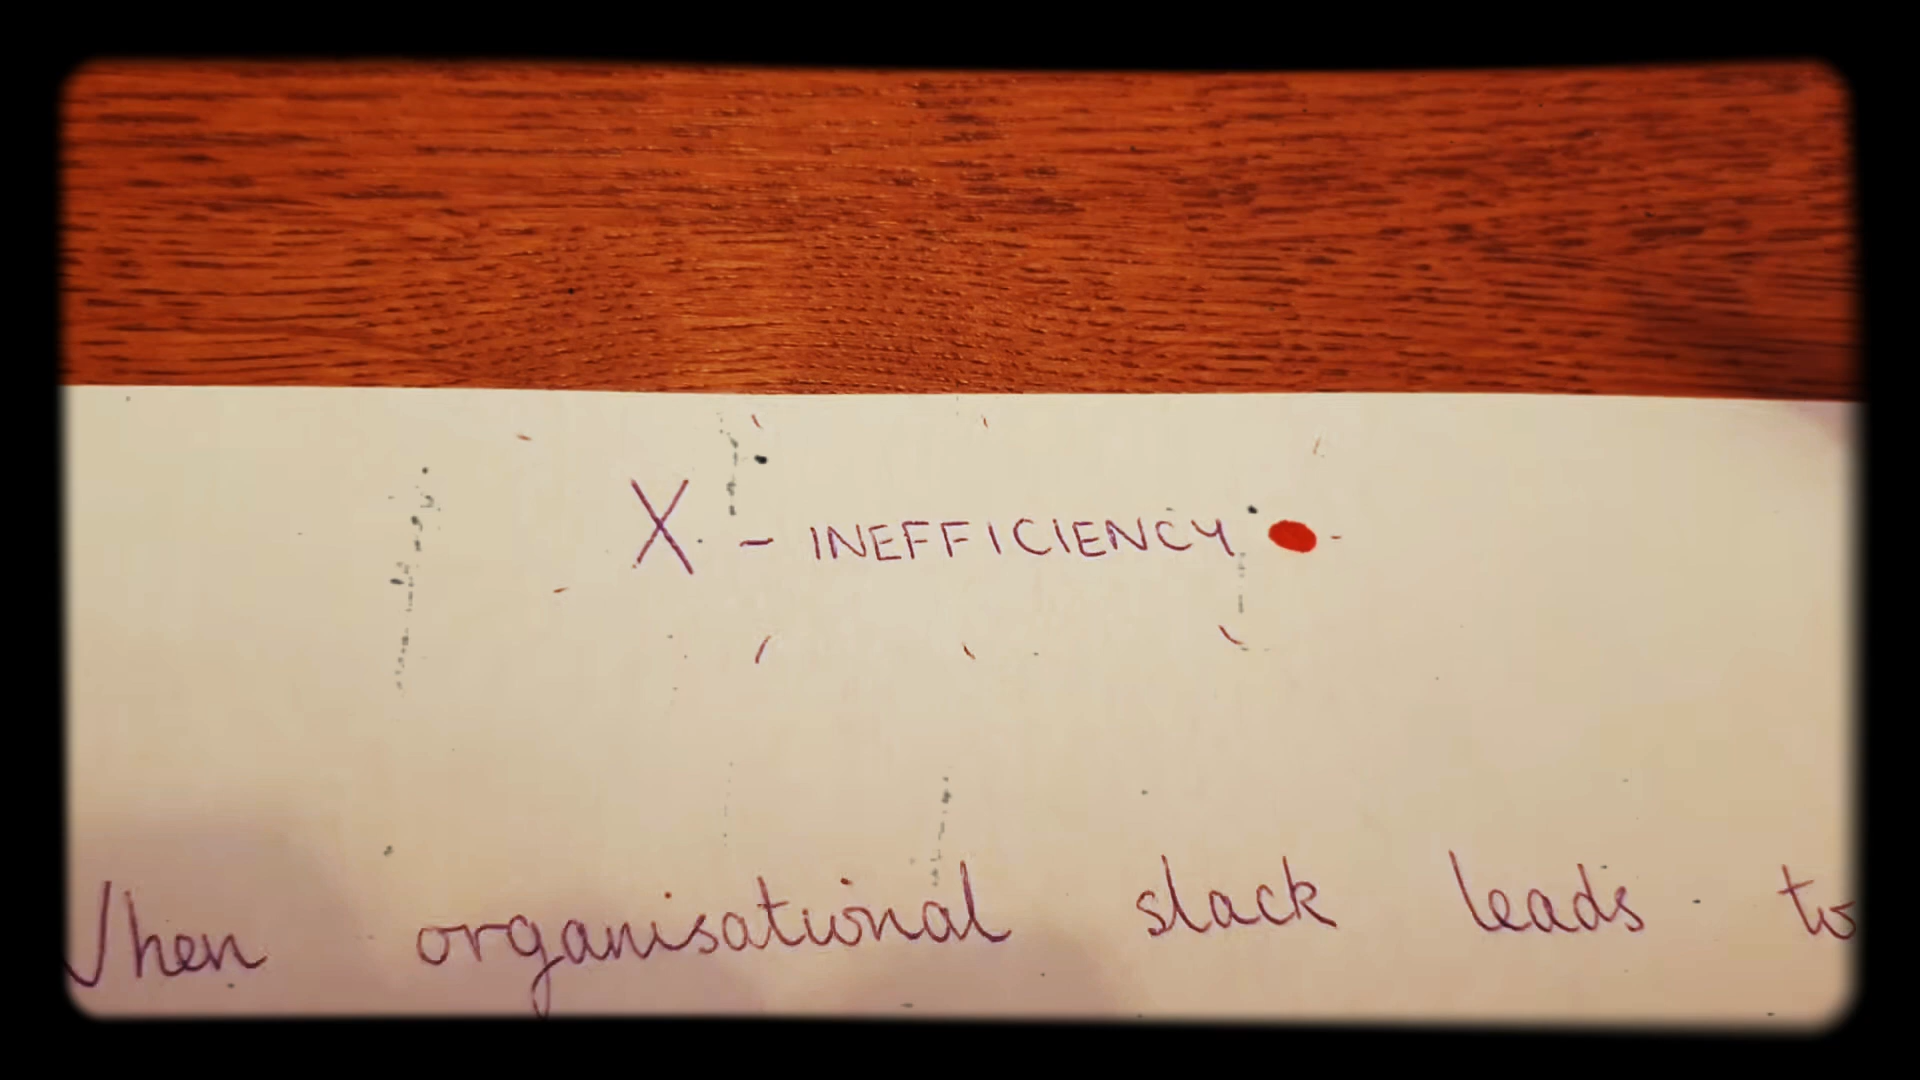 X - INEFFICIENCY
When organisational slack leads to